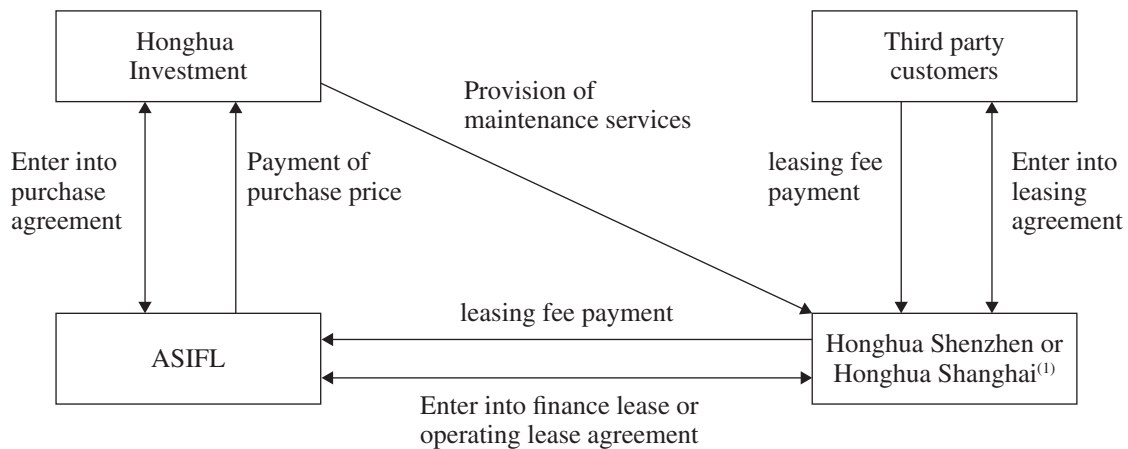 Honghua
Investment
Third party
customers
Provision of
maintenance services
Enter into
purchase
agreement
Payment of
purchase price
leasing fee
payment
Enter into
leasing
agreement
leasing fee payment
ASIFL
Honghua Shenzhen or
Honghua Shanghai(1)
Enter into finance lease or
operating lease agreement